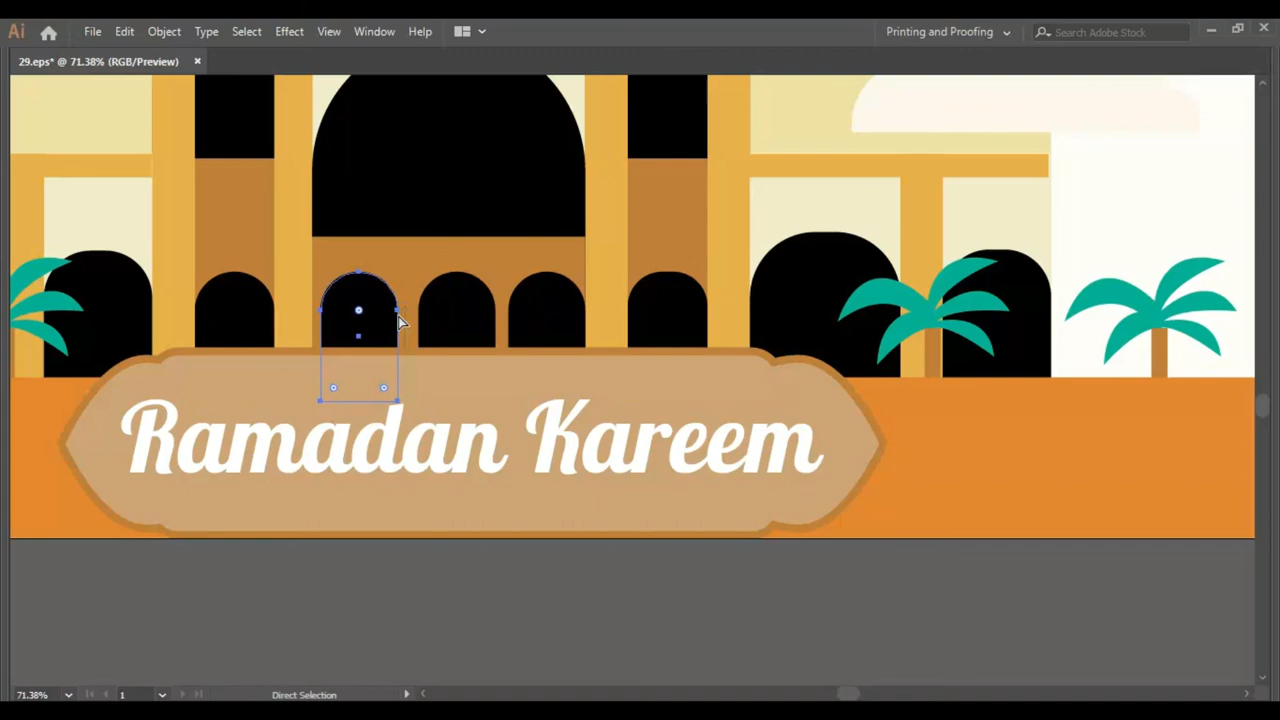 Ai File Edit Object Type Select Effect View Window Help Printing and Proofing Search Adobe Stock
29.eps* @ 71.38% (RGB/Preview) ×
Ramadan Kareem
71.38% 1 Direct Selection